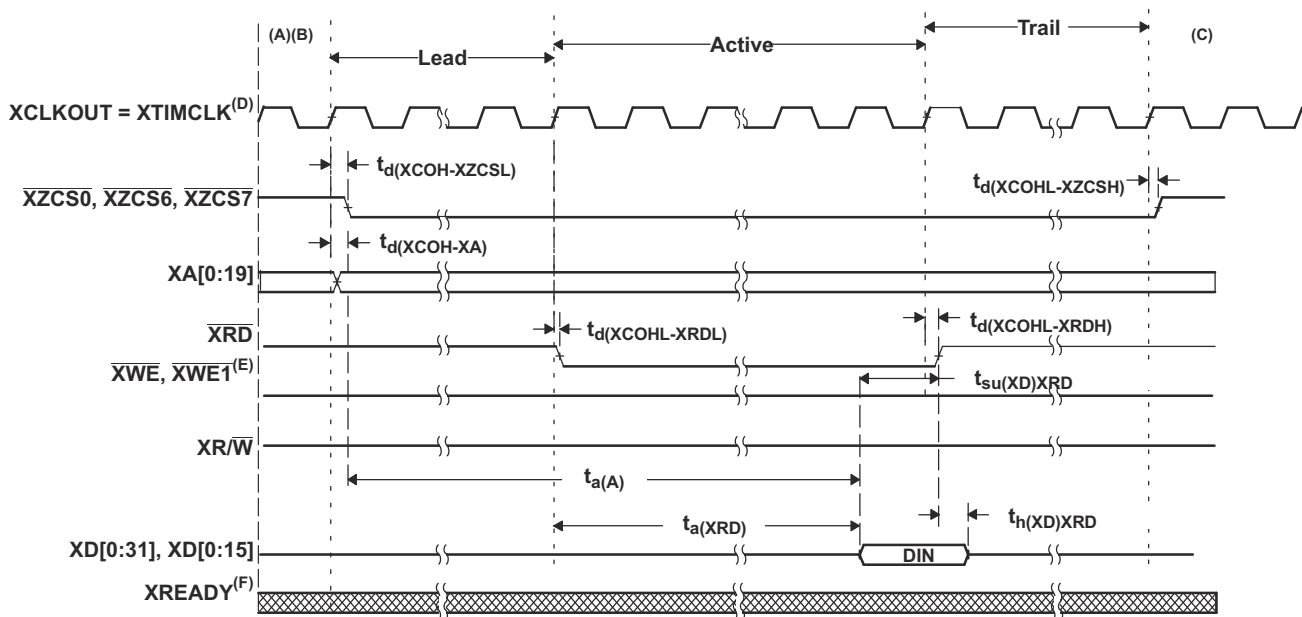 (A)(B)
Lead
Active
Trail
(C)
XCLKOUT = XTIMCLK(D)
td(XCOH-XZCSL)
td(XCOHL-XZCSH)
XZCS0, XZCS6, XZCS7
td(XCOH-XA)
XA[0:19]
XRD
td(XCOHL-XRDL)
td(XCOHL-XRDH)
XWE, XWE1(E)
tsu(XD)XRD
XR/W
ta(A)
ta(XRD)
th(XD)XRD
XD[0:31], XD[0:15]
DIN
XREADY(F)